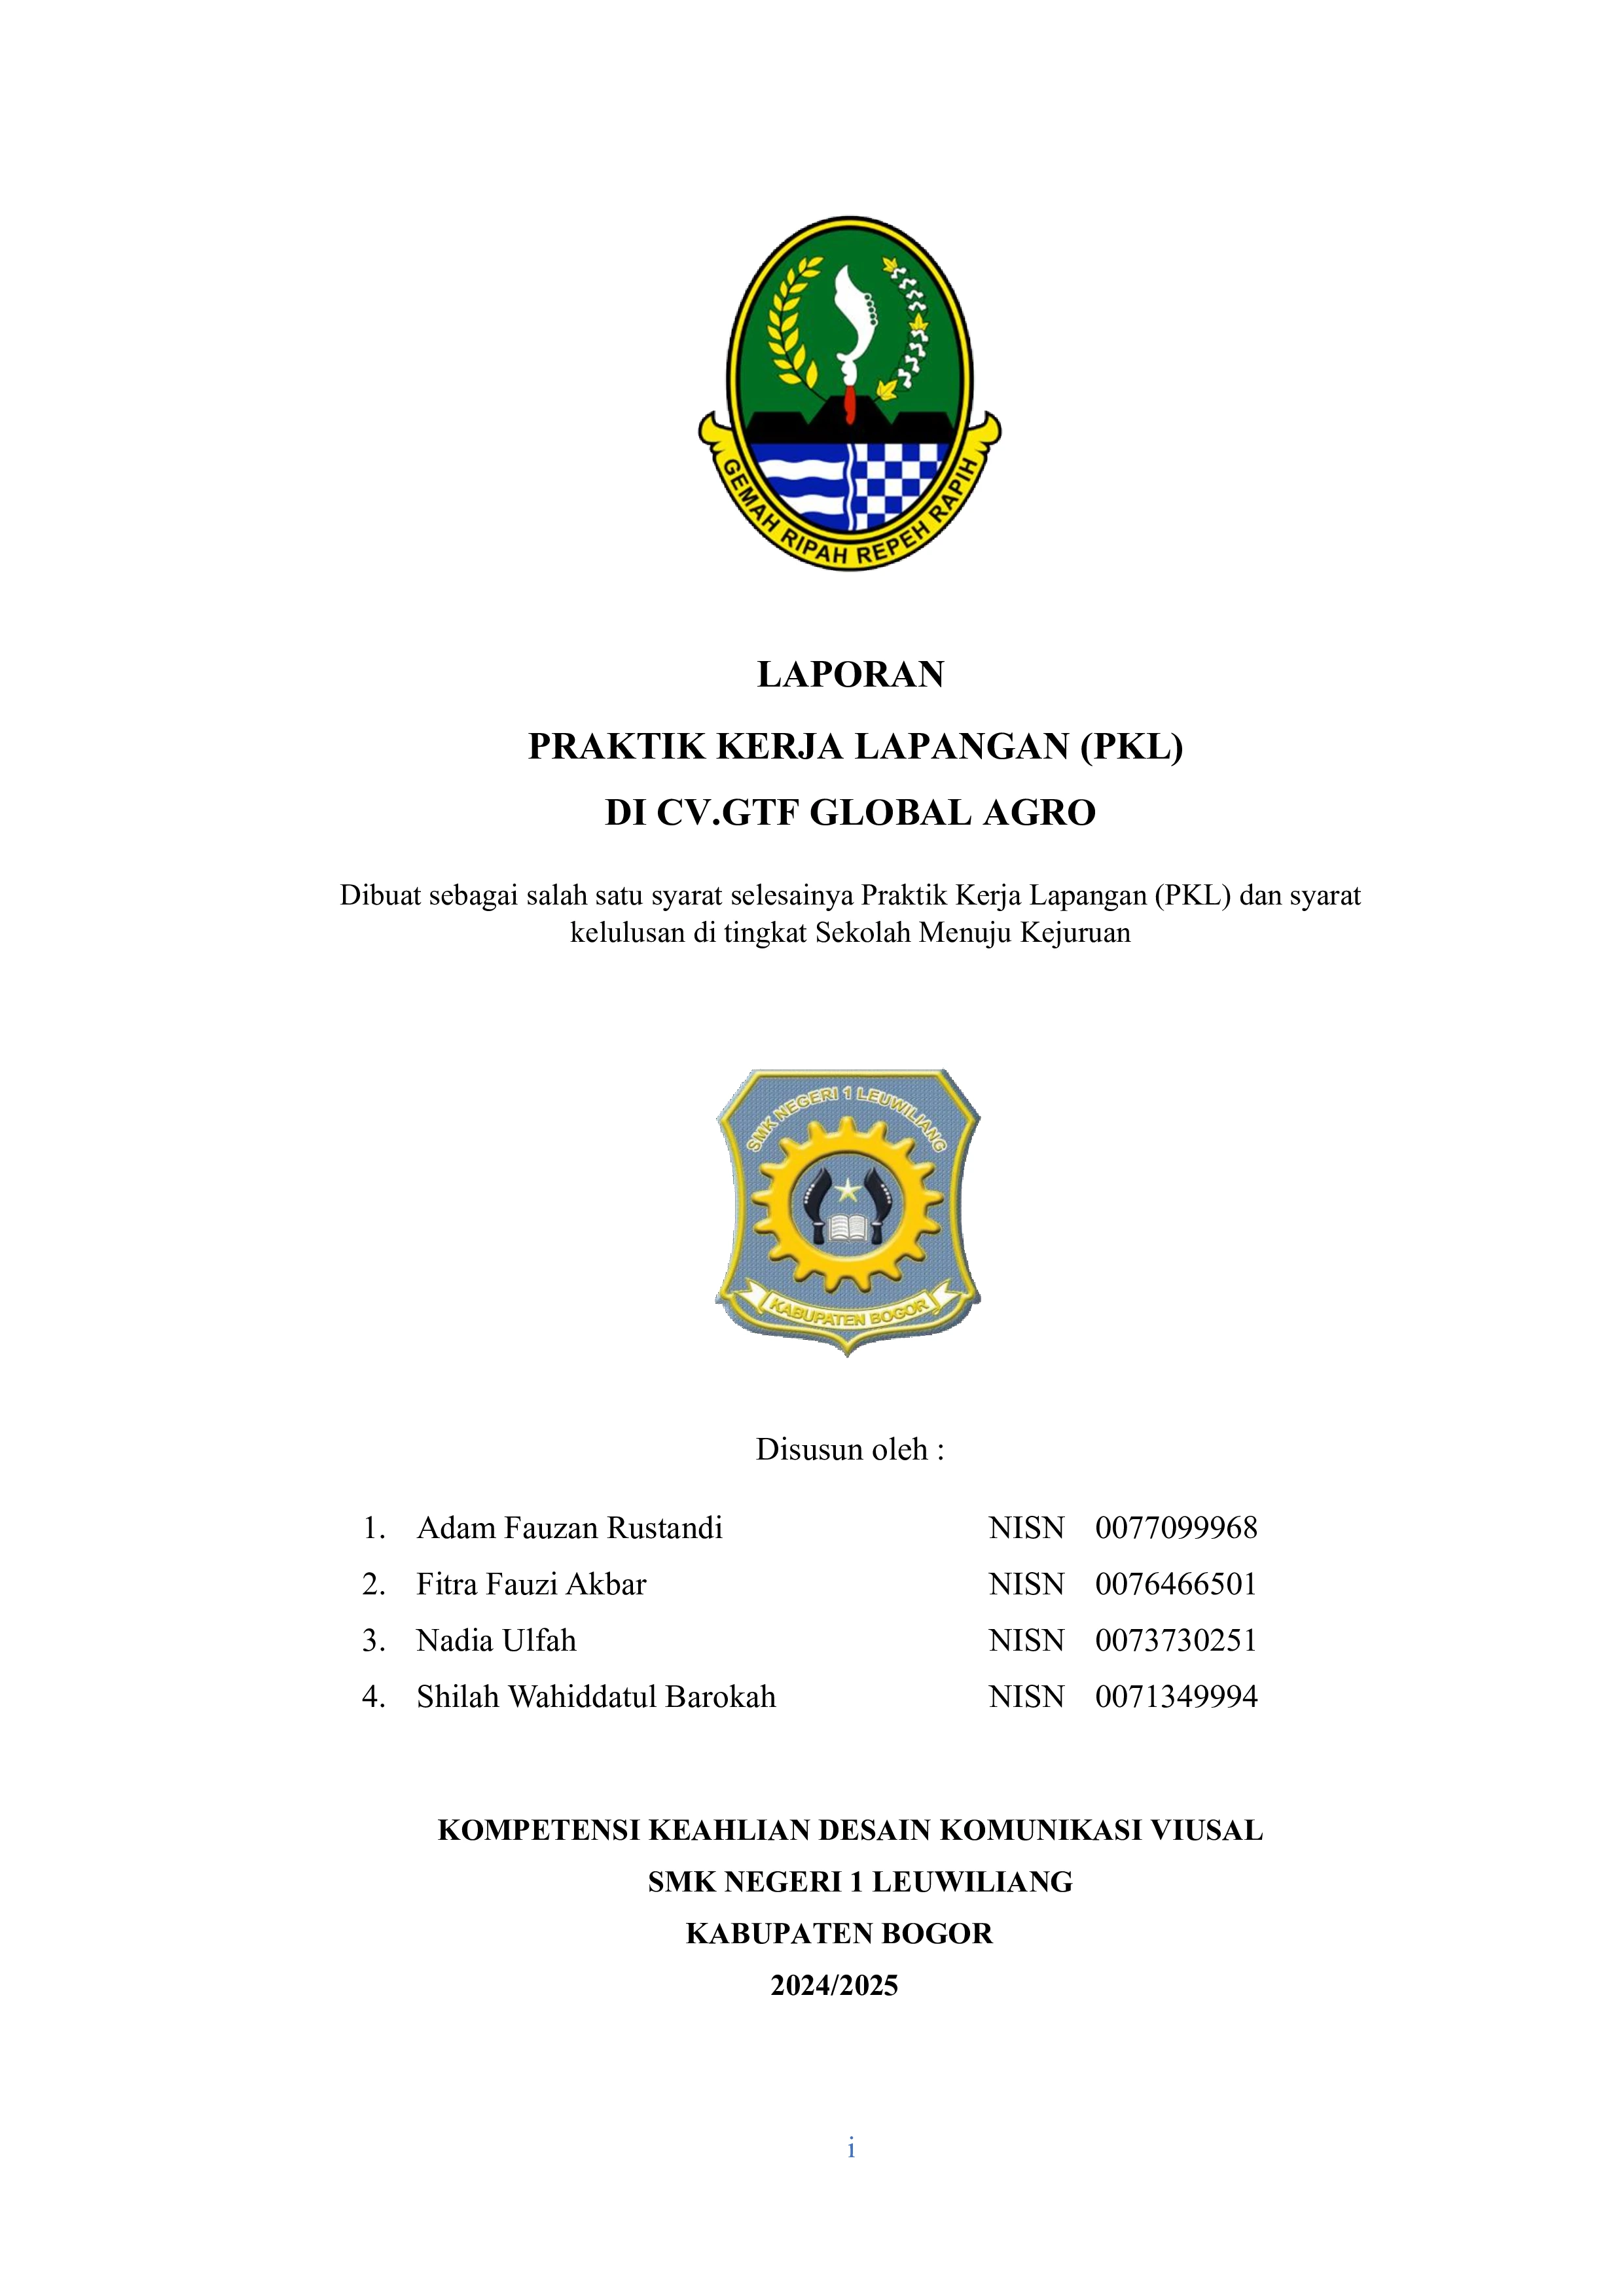 GEMAH RIPAH REPEH RAPIH
LAPORAN
PRAKTIK KERJA LAPANGAN (PKL)
DI CV.GTF GLOBAL AGRO
Dibuat sebagai salah satu syarat selesainya Praktik Kerja Lapangan (PKL) dan syarat
kelulusan di tingkat Sekolah Menuju Kejuruan
SMK NEGERI 1 LEUWILIANG
KABUPATEN BOGOR
Disusun oleh :
1. Adam Fauzan Rustandi NISN 0077099968
2. Fitra Fauzi Akbar NISN 0076466501
3. Nadia Ulfah NISN 0073730251
4. Shilah Wahiddatul Barokah NISN 0071349994
KOMPETENSI KEAHLIAN DESAIN KOMUNIKASI VIUSAL
SMK NEGERI 1 LEUWILIANG
KABUPATEN BOGOR
2024/2025
i